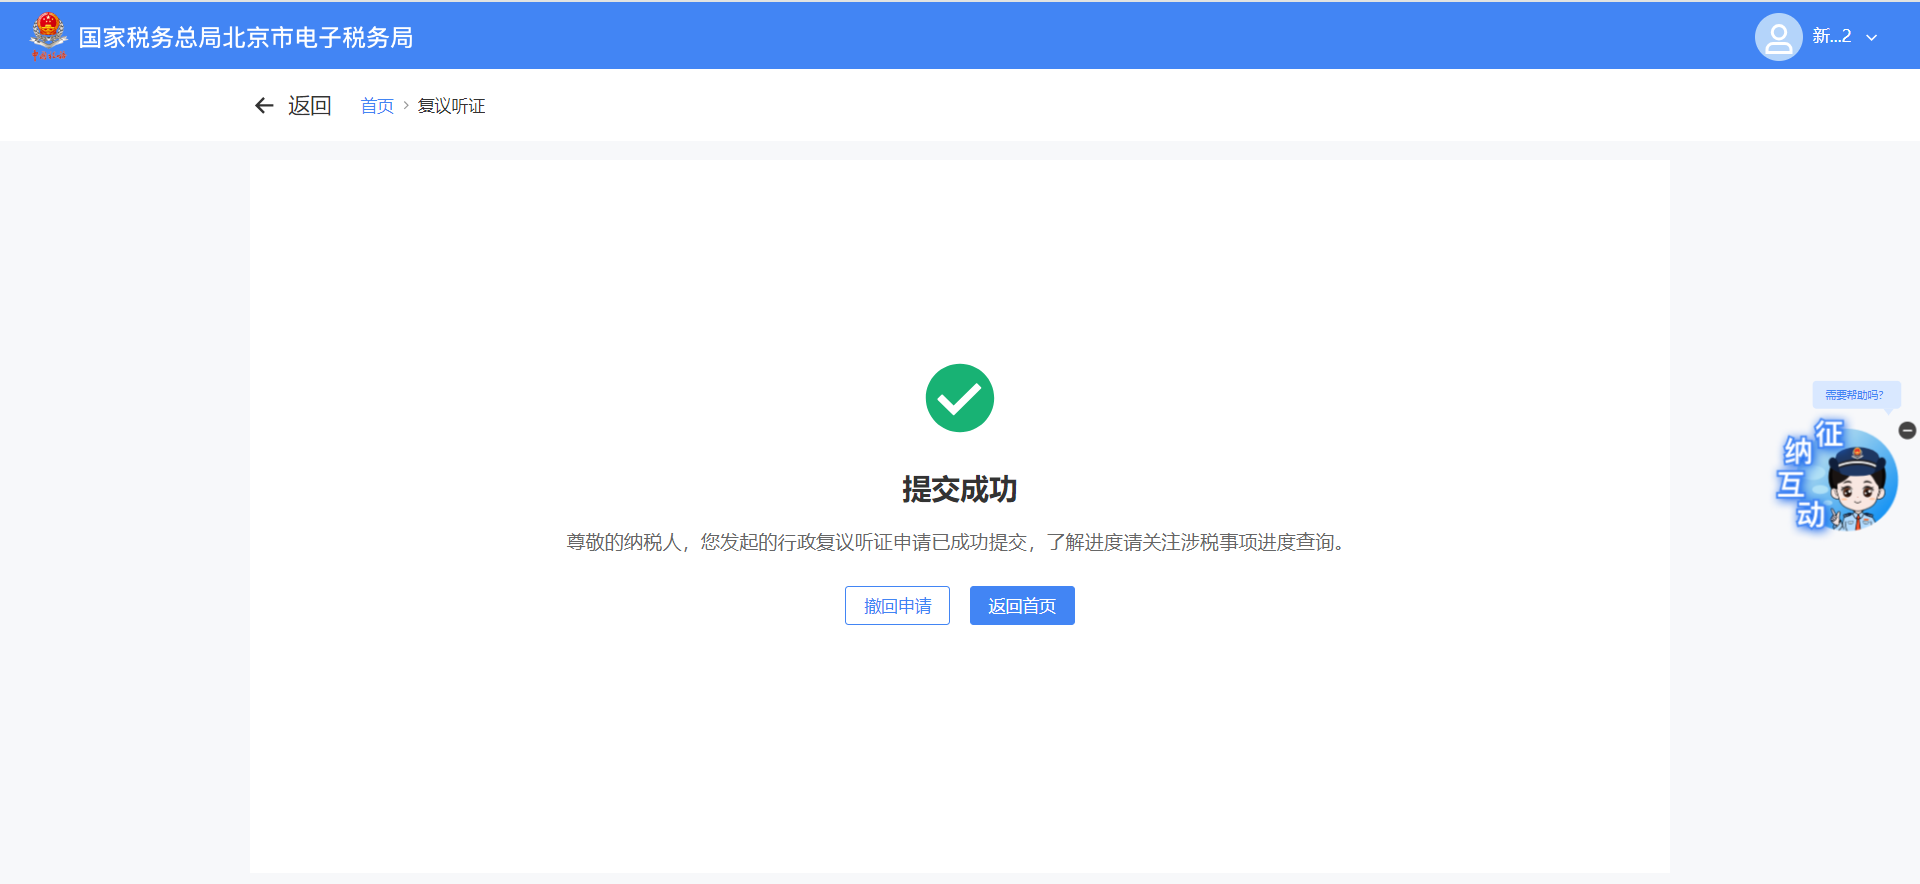 国家税务总局北京市电子税务局
新...2
返回 首页 > 复议听证
需要帮助吗？
征纳互动
提交成功
尊敬的纳税人，您发起的行政复议听证申请已成功提交，了解进度请关注涉税事项进度查询。
撤回申请 返回首页